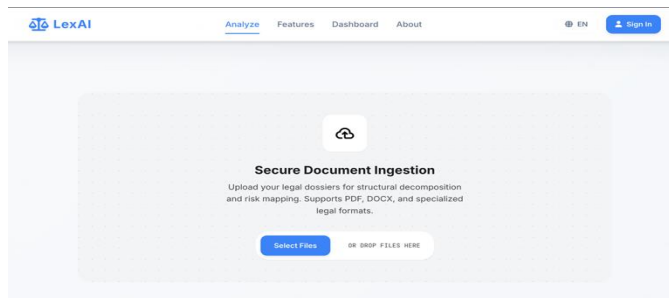 LexAI
Analyze Features Dashboard About
EN
Sign In
Secure Document Ingestion
Upload your legal dossiers for structural decomposition
and risk mapping. Supports PDF, DOCX, and specialized
legal formats.
Select Files
OR DROP FILES HERE